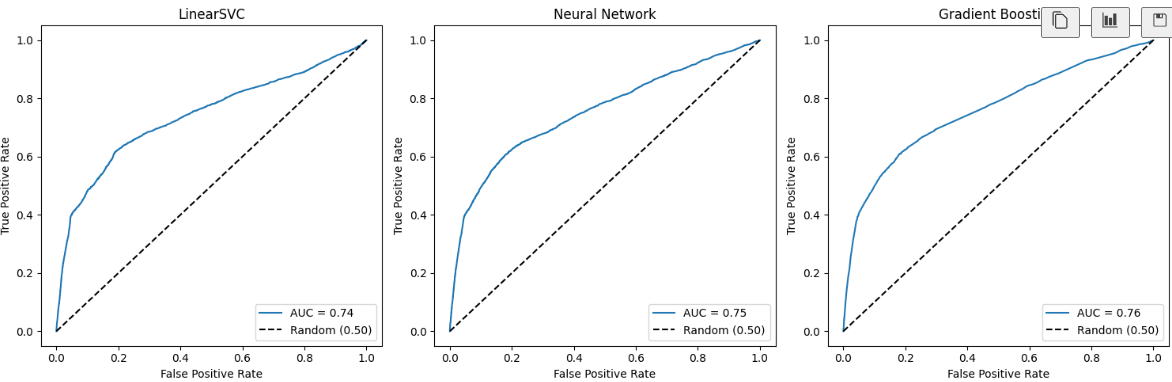 LinearSVC
True Positive Rate
1.0
0.8
0.6
0.4
0.2
0.0
0.0 0.2 0.4 0.6 0.8 1.0
False Positive Rate
AUC = 0.74
Random (0.50)
Neural Network
True Positive Rate
1.0
0.8
0.6
0.4
0.2
0.0
0.0 0.2 0.4 0.6 0.8 1.0
False Positive Rate
AUC = 0.75
Random (0.50)
Gradient Boosti
True Positive Rate
1.0
0.8
0.6
0.4
0.2
0.0
0.0 0.2 0.4 0.6 0.8 1.0
False Positive Rate
AUC = 0.76
Random (0.50)